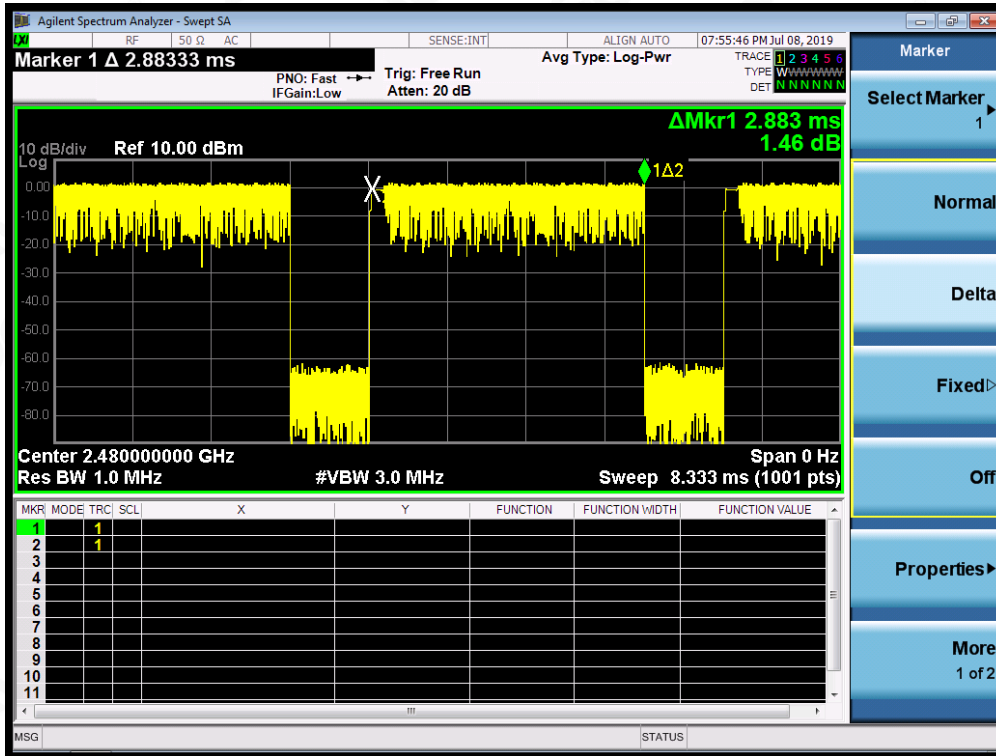 Agilent Spectrum Analyzer - Swept SA
LXI RF 50 Ω AC SENSE:INT ALIGN AUTO 07:55:46 PM Jul 08, 2019
Marker 1 Δ 2.88333 ms
PNO: Fast
IFGain:Low
Trig: Free Run
Atten: 20 dB
Avg Type: Log-Pwr
TRACE 1 2 3 4 5 6
TYPE WWWWWW
DET N N N N N N
ΔMkr1 2.883 ms
1.46 dB
10 dB/div Ref 10.00 dBm
Log
0.00
-10.0
-20.0
-30.0
-40.0
-50.0
-60.0
-70.0
-80.0
X
1Δ2
Center 2.480000000 GHz Span 0 Hz
Res BW 1.0 MHz #VBW 3.0 MHz Sweep 8.333 ms (1001 pts)
MKR MODE TRC SCL X Y FUNCTION FUNCTION WIDTH FUNCTION VALUE
1 1
2 1
3
4
5
6
7
8
9
10
11
MSG STATUS
Marker
Select Marker
1
Normal
Delta
Fixed
Off
Properties
More
1 of 2